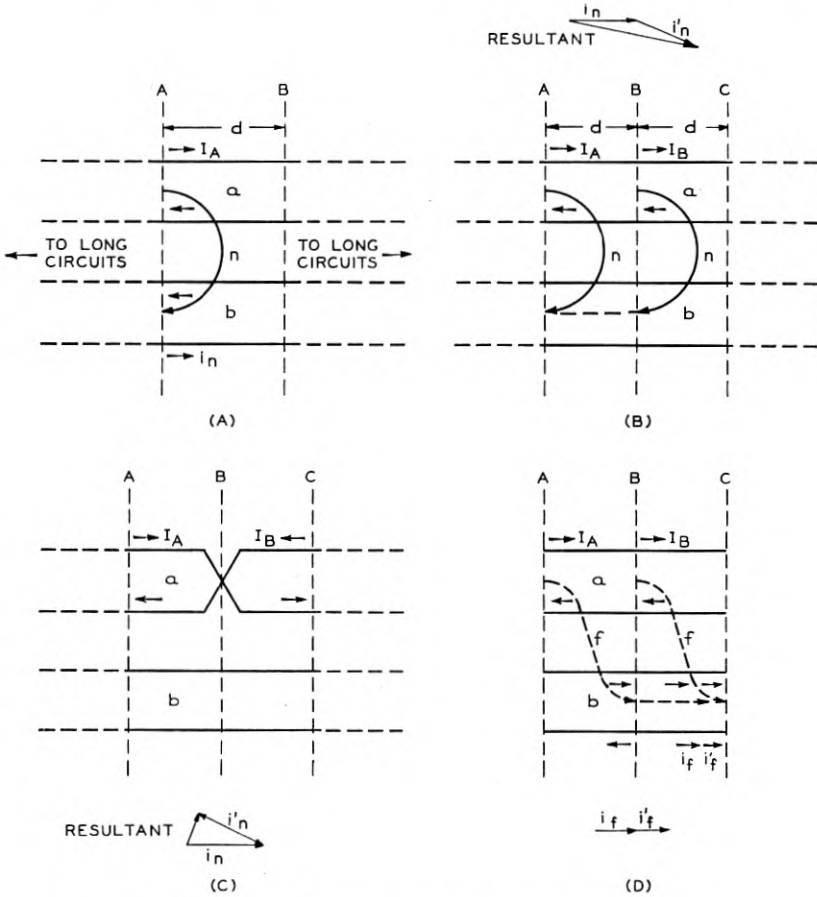 A B
d
I_A
a
TO LONG CIRCUITS
n
TO LONG CIRCUITS
b
i_n
(A)
i_n
i'_n
RESULTANT
A B C
d d
I_A I_B
a
n n
b
(B)
A B C
I_A I_B
a
b
RESULTANT
i'_n
i_n
(C)
A B C
I_A I_B
a
f f
b
i_f i'_f
i_f i'_f
(D)